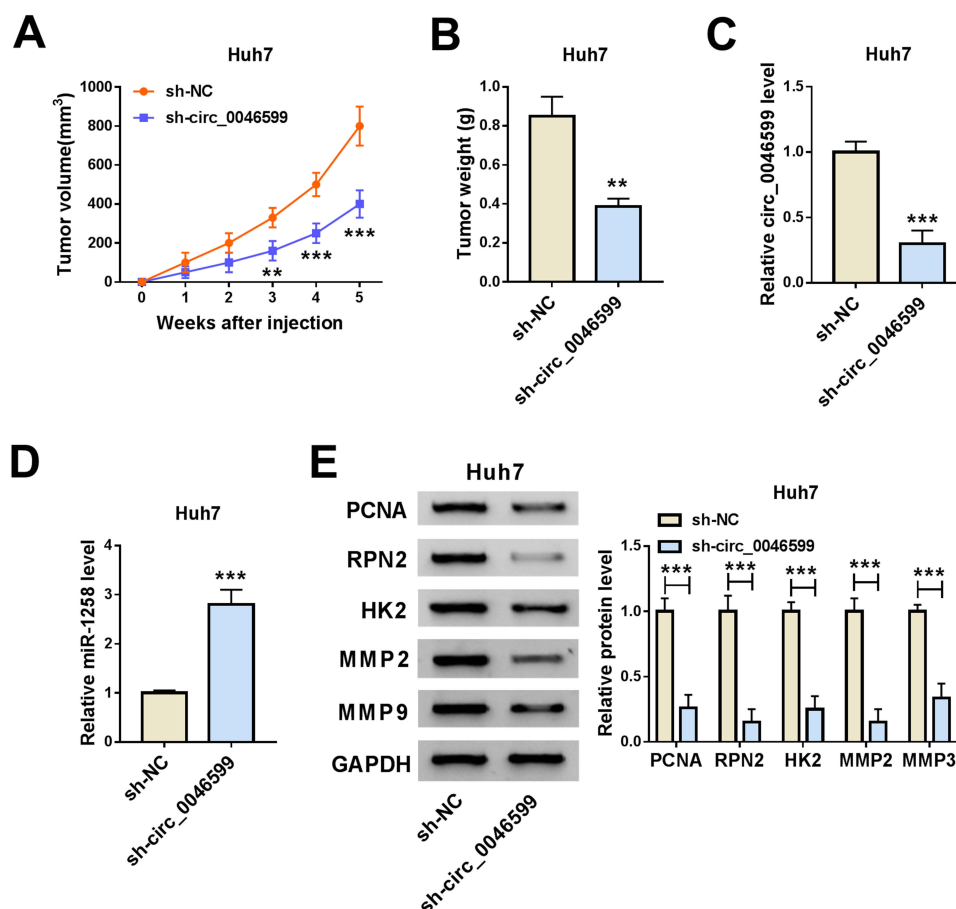 A
Huh7
sh-NC
sh-circ_0046599
Tumor volume(mm³)
1000
800
600
400
200
0
0 1 2 3 4 5
** *** ***
Weeks after injection
B
Huh7
Tumor weight (g)
1.0
0.8
0.6
0.4
0.2
0.0
**
sh-NC
sh-circ_0046599
C
Huh7
Relative circ_0046599 level
1.5
1.0
0.5
0.0
***
sh-NC
sh-circ_0046599
D
Huh7
Relative miR-1258 level
4
3
2
1
0
***
sh-NC
sh-circ_0046599
E
Huh7
PCNA
RPN2
HK2
MMP2
MMP9
GAPDH
sh-NC
sh-circ_0046599
Huh7
sh-NC
sh-circ_0046599
Relative protein level
1.5
1.0
0.5
0.0
*** *** *** *** ***
PCNA RPN2 HK2 MMP2 MMP3